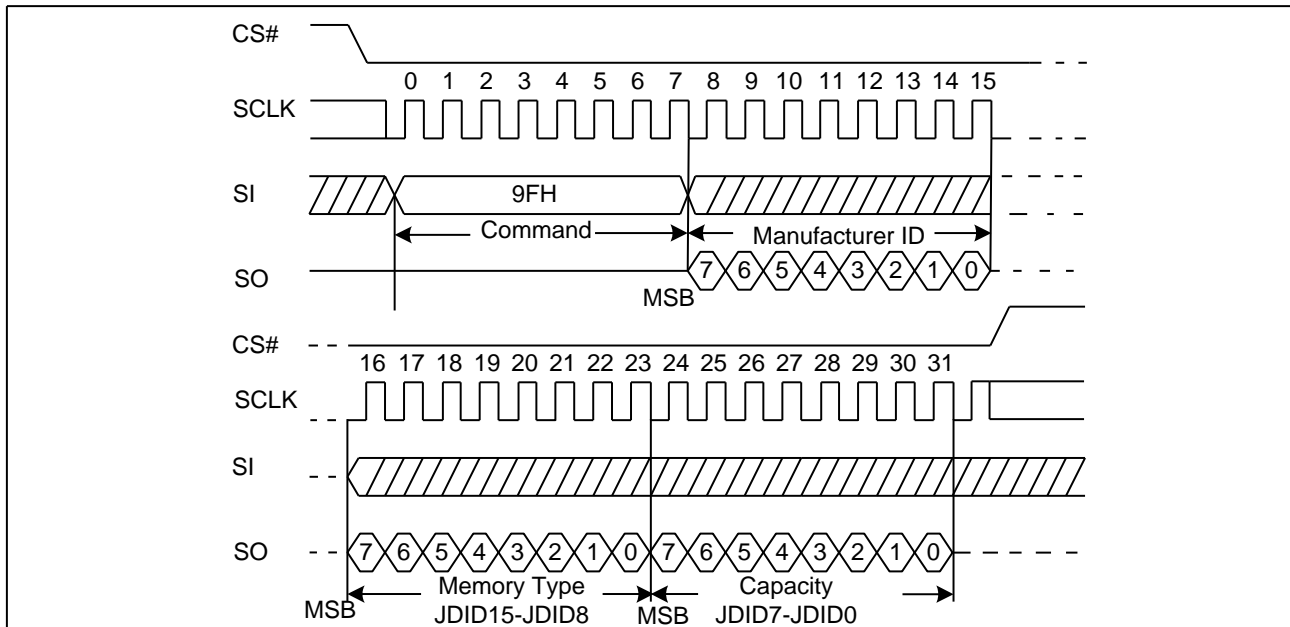 CS#
0 1 2 3 4 5 6 7 8 9 10 11 12 13 14 15
SCLK
SI 9FH
Command Manufacturer ID
SO 7 6 5 4 3 2 1 0
MSB
CS#
16 17 18 19 20 21 22 23 24 25 26 27 28 29 30 31
SCLK
SI
SO 7 6 5 4 3 2 1 0 7 6 5 4 3 2 1 0
Memory Type Capacity
MSB JDID15-JDID8 MSB JDID7-JDID0